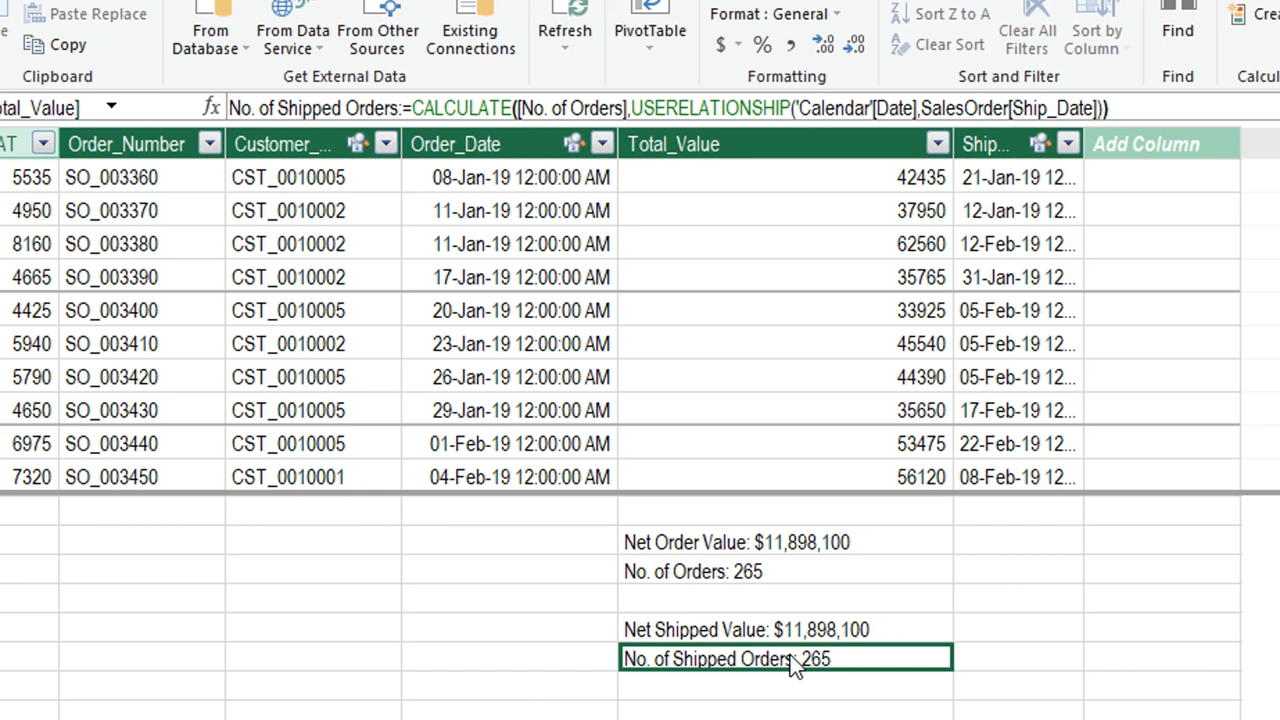 Paste Replace
Copy
Clipboard
From Database
From Data Service
From Other Sources
Existing Connections
Get External Data
Refresh
PivotTable
Format : General
$ % , .00 .00
Formatting
Sort Z to A
Clear Sort
Clear All Filters
Sort by Column
Sort and Filter
Find
Find
fx No. of Shipped Orders:=CALCULATE([No. of Orders],USERELATIONSHIP('Calendar'[Date],SalesOrder[Ship_Date]))
Order_Number Customer_... Order_Date Total_Value Ship... Add Column
5535 SO_003360 CST_0010005 08-Jan-19 12:00:00 AM 42435 21-Jan-19 12...
4950 SO_003370 CST_0010002 11-Jan-19 12:00:00 AM 37950 12-Jan-19 12...
8160 SO_003380 CST_0010002 11-Jan-19 12:00:00 AM 62560 12-Feb-19 12...
4665 SO_003390 CST_0010002 17-Jan-19 12:00:00 AM 35765 31-Jan-19 12...
4425 SO_003400 CST_0010005 20-Jan-19 12:00:00 AM 33925 05-Feb-19 12...
5940 SO_003410 CST_0010002 23-Jan-19 12:00:00 AM 45540 05-Feb-19 12...
5790 SO_003420 CST_0010005 26-Jan-19 12:00:00 AM 44390 05-Feb-19 12...
4650 SO_003430 CST_0010005 29-Jan-19 12:00:00 AM 35650 17-Feb-19 12...
6975 SO_003440 CST_0010005 01-Feb-19 12:00:00 AM 53475 22-Feb-19 12...
7320 SO_003450 CST_0010001 04-Feb-19 12:00:00 AM 56120 08-Feb-19 12...
Net Order Value: $11,898,100
No. of Orders: 265
Net Shipped Value: $11,898,100
No. of Shipped Orders: 265